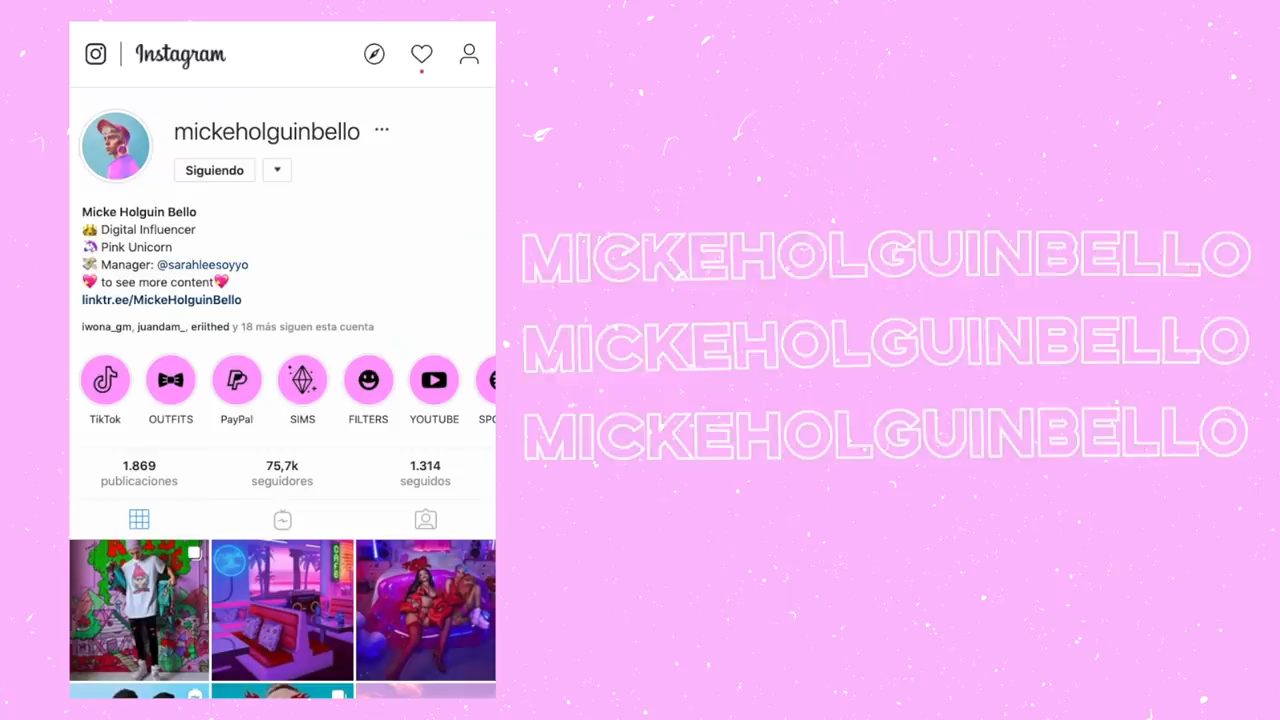 Instagram
mickeholguinbello ...
Siguiendo
Micke Holguin Bello
Digital Influencer
Pink Unicorn
Manager: @sarahleesoyyo
to see more content
linktr.ee/MickeHolguinBello
iwona_gm, juandam_, eriithed y 18 más siguen esta cuenta
TikTok OUTFITS PayPal SIMS FILTERS YOUTUBE SPO
1.869 75,7k 1.314
publicaciones seguidores seguidos
CAFE
MICKEHOLGUINBELLO
MICKEHOLGUINBELLO
MICKEHOLGUINBELLO